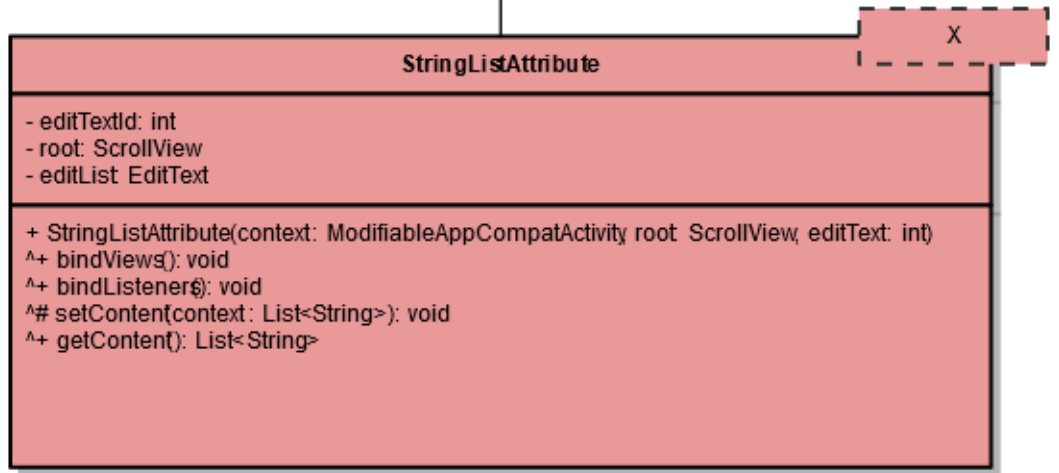 X
StringListAttribute
- editTextId: int
- root: ScrollView
- editList: EditText
+ StringListAttribute(context: ModifiableAppCompatActivity, root: ScrollView, editText: int)
^+ bindViews(): void
^+ bindListeners(): void
^# setContent(context: List<String>): void
^+ getContent(): List<String>